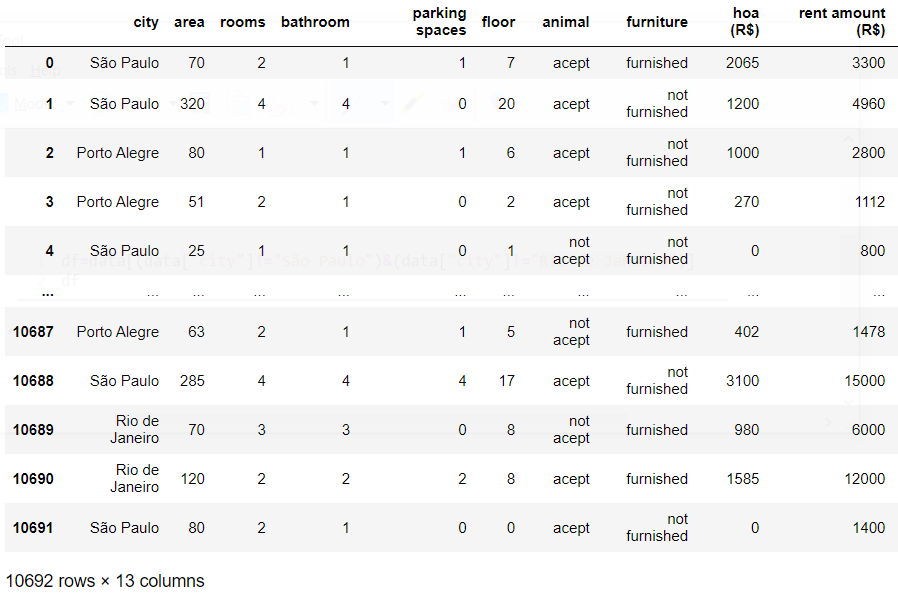 city area rooms bathroom parking spaces floor animal furniture hoa (R$) rent amount (R$)
0 São Paulo 70 2 1 1 7 acept furnished 2065 3300
1 São Paulo 320 4 4 0 20 acept not furnished 1200 4960
2 Porto Alegre 80 1 1 1 6 acept not furnished 1000 2800
3 Porto Alegre 51 2 1 0 2 acept not furnished 270 1112
4 São Paulo 25 1 1 0 1 not acept not furnished 0 800
... ... ... ... ... ... ... ... ... ... ...
10687 Porto Alegre 63 2 1 1 5 not acept furnished 402 1478
10688 São Paulo 285 4 4 4 17 acept not furnished 3100 15000
10689 Rio de Janeiro 70 3 3 0 8 not acept furnished 980 6000
10690 Rio de Janeiro 120 2 2 2 8 acept furnished 1585 12000
10691 São Paulo 80 2 1 0 0 acept not furnished 0 1400
10692 rows × 13 columns